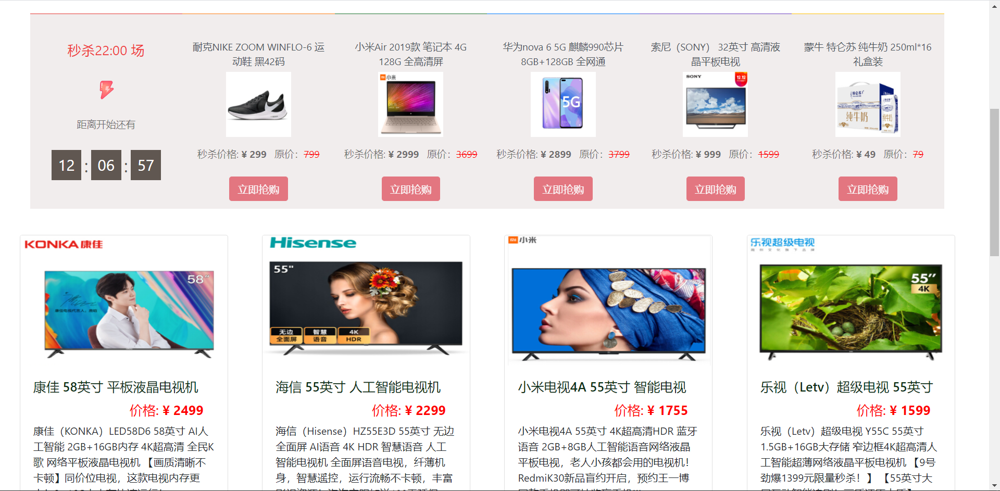 秒杀22:00 场
距离开始还有
12 : 06 : 57
耐克NIKE ZOOM WINFLO-6 运
动鞋 黑42码
秒杀价格: ¥ 299 原价: 799
立即抢购
小米Air 2019款 笔记本 4G
128G 全高清屏
小米
秒杀价格: ¥ 2999 原价: 3699
立即抢购
华为nova 6 5G 麒麟990芯片
8GB+128GB 全网通
5G
08:08
秒杀价格: ¥ 2899 原价: 3799
立即抢购
索尼（SONY） 32英寸 高清液
晶平板电视
SONY
12.12
秒杀价格: ¥ 999 原价: 1599
立即抢购
蒙牛 特仑苏 纯牛奶 250ml*16
礼盒装
特仑苏
纯牛奶
特仑苏
纯牛奶
秒杀价格: ¥ 49 原价: 79
立即抢购
KONKA 康佳
58”
康佳电视代言人：鹿晗
康佳 58英寸 平板液晶电视机
价格: ¥ 2499
康佳（KONKA）LED58D6 58英寸 AI人
工智能 2GB+16GB内存 4K超高清 全民K
歌 网络平板液晶电视机 【画质清晰不
卡顿】同价位电视，这款电视内存更
Hisense
55"
无边
全面屏
智慧
语音
4K
HDR
海信 55英寸 人工智能电视机
价格: ¥ 2299
海信（Hisense）HZ55E3D 55英寸 无边
全面屏 AI语音 4K HDR 智慧语音 人工
智能电视机 全面屏语音电视，纤薄机
身，智慧遥控，运行流畅不卡顿，丰富
mi 小米
小米电视4A 55英寸 智能电视
价格: ¥ 1755
小米电视4A 55英寸 4K超高清HDR 蓝牙
语音 2GB+8GB人工智能语音网络液晶
平板电视，老人小孩都会用的电视机！
RedmiK30新品盲约开启，预约王一博
乐视超级电视
55”
4K
乐视（Letv）超级电视 55英寸
价格: ¥ 1599
乐视（Letv）超级电视 Y55C 55英寸
1.5GB+16GB大存储 窄边框4K超高清人
工智能超薄网络液晶平板电视机 【9号
劲爆1399元限量秒杀！】 【55英寸大